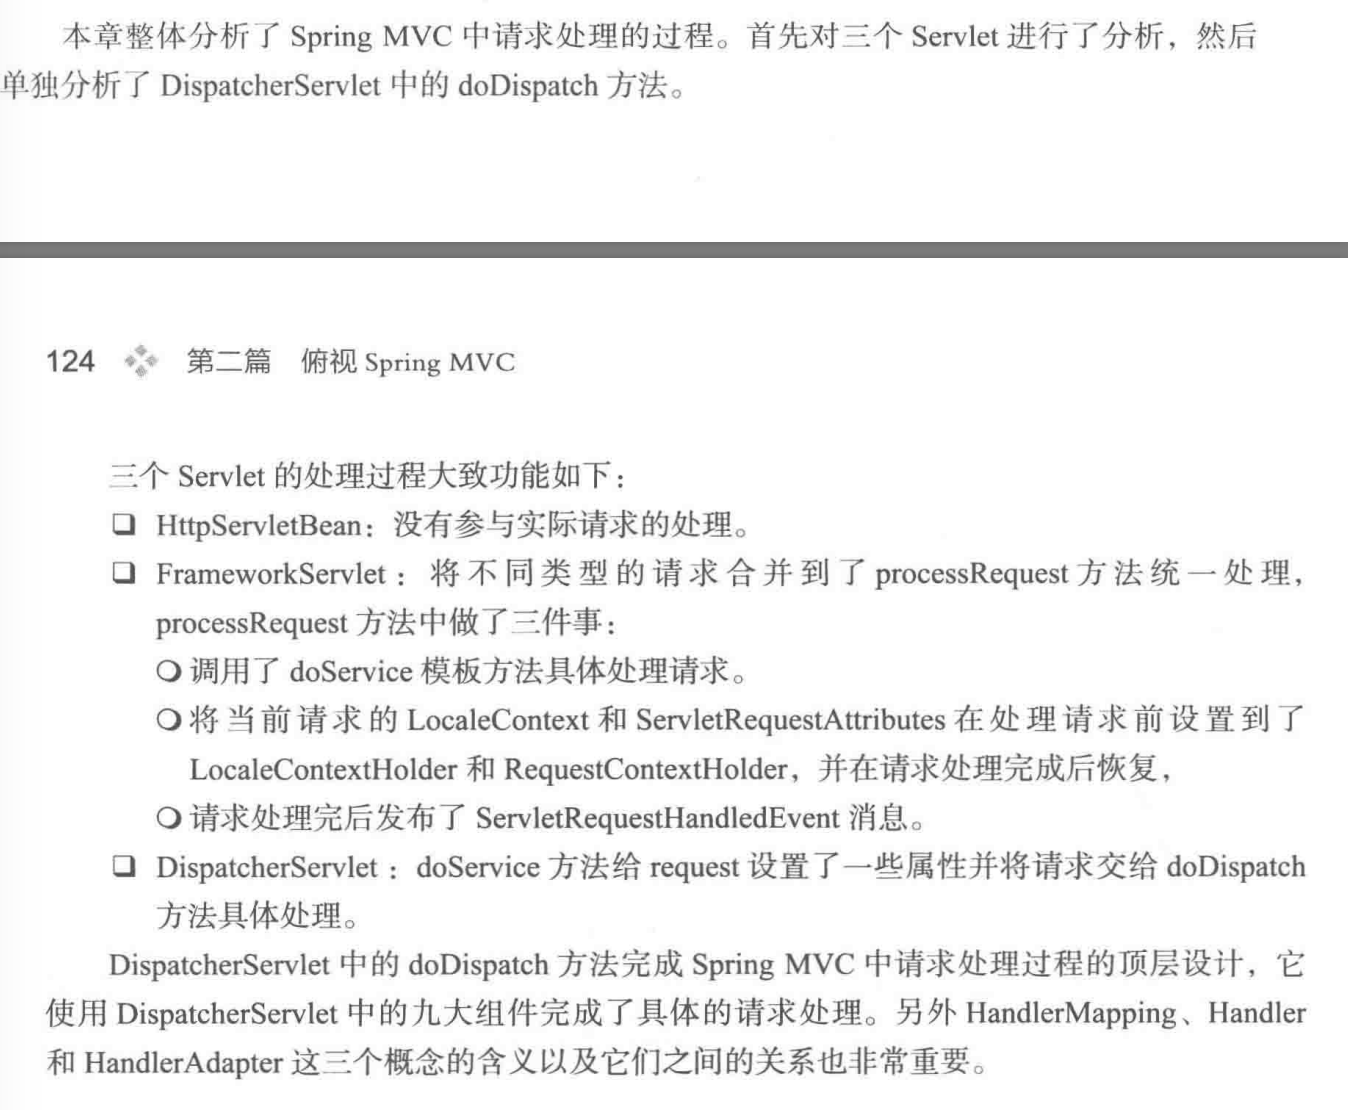 本章整体分析了 Spring MVC 中请求处理的过程。首先对三个 Servlet 进行了分析，然后
单独分析了 DispatcherServlet 中的 doDispatch 方法。
124 第二篇 俯视 Spring MVC
三个 Servlet 的处理过程大致功能如下：
❑ HttpServletBean：没有参与实际请求的处理。
❑ FrameworkServlet：将不同类型的请求合并到了 processRequest 方法统一处理，
processRequest 方法中做了三件事：
○ 调用了 doService 模板方法具体处理请求。
○ 将当前请求的 LocaleContext 和 ServletRequestAttributes 在处理请求前设置到了
LocaleContextHolder 和 RequestContextHolder，并在请求处理完成后恢复，
○ 请求处理完后发布了 ServletRequestHandledEvent 消息。
❑ DispatcherServlet：doService 方法给 request 设置了一些属性并将请求交给 doDispatch
方法具体处理。
DispatcherServlet 中的 doDispatch 方法完成 Spring MVC 中请求处理过程的顶层设计，它
使用 DispatcherServlet 中的九大组件完成了具体的请求处理。另外 HandlerMapping、Handler
和 HandlerAdapter 这三个概念的含义以及它们之间的关系也非常重要。